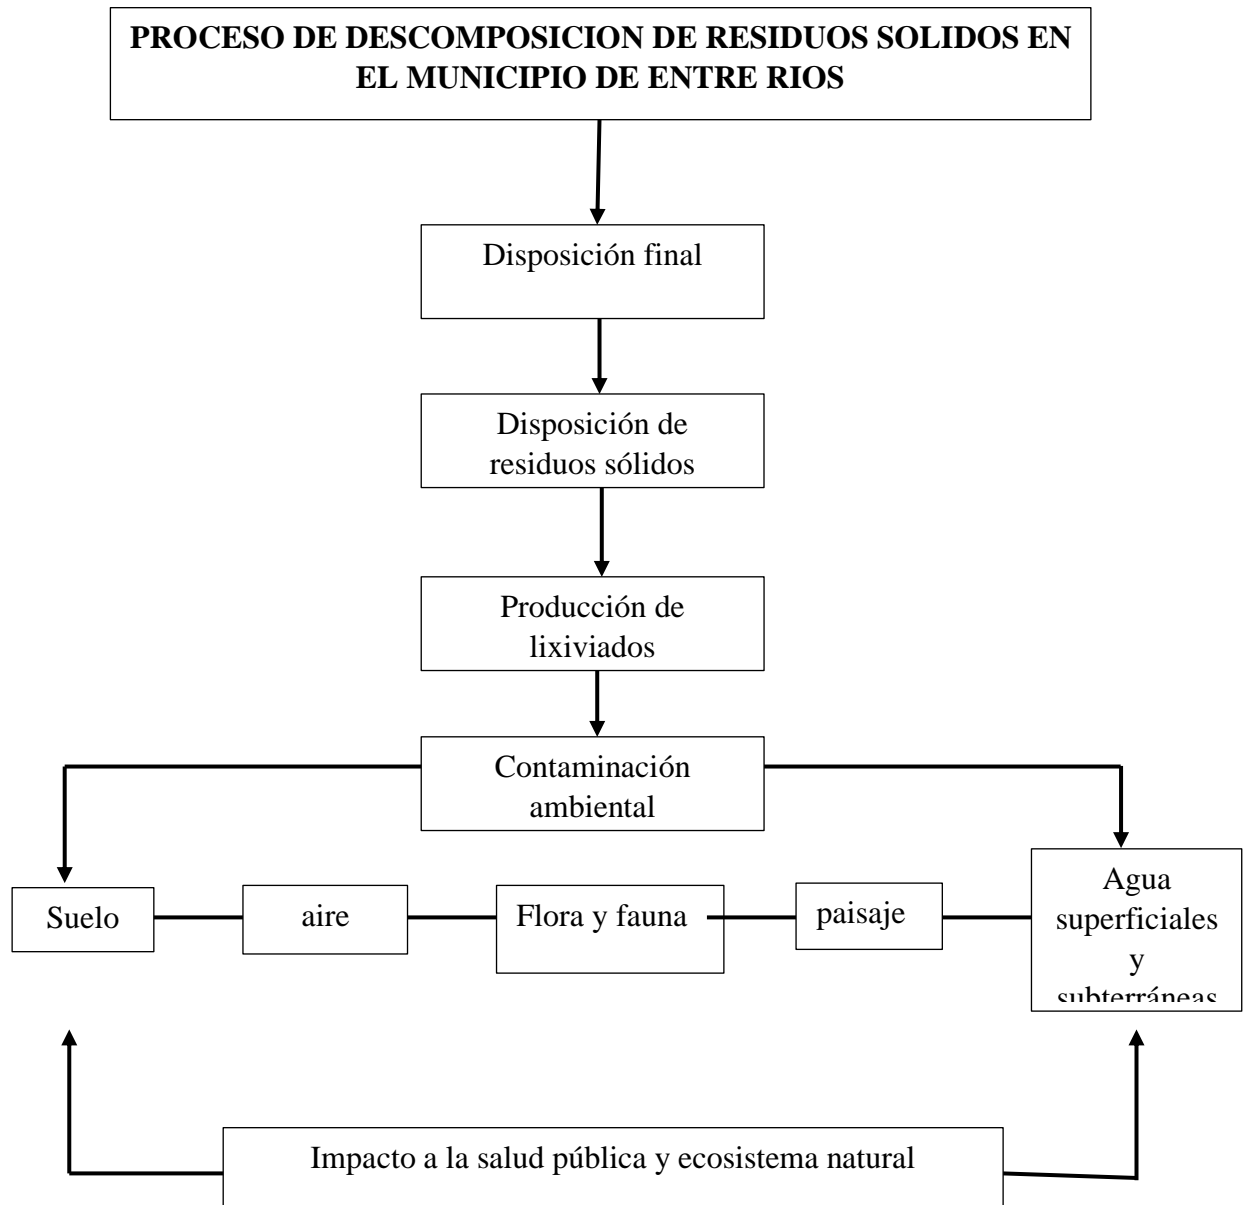 PROCESO DE DESCOMPOSICION DE RESIDUOS SOLIDOS EN
EL MUNICIPIO DE ENTRE RIOS
Disposición final
Disposición de
residuos sólidos
Producción de
lixiviados
Contaminación
ambiental
Suelo
aire
Flora y fauna
paisaje
Agua
superficiales
y
subterráneas
Impacto a la salud pública y ecosistema natural